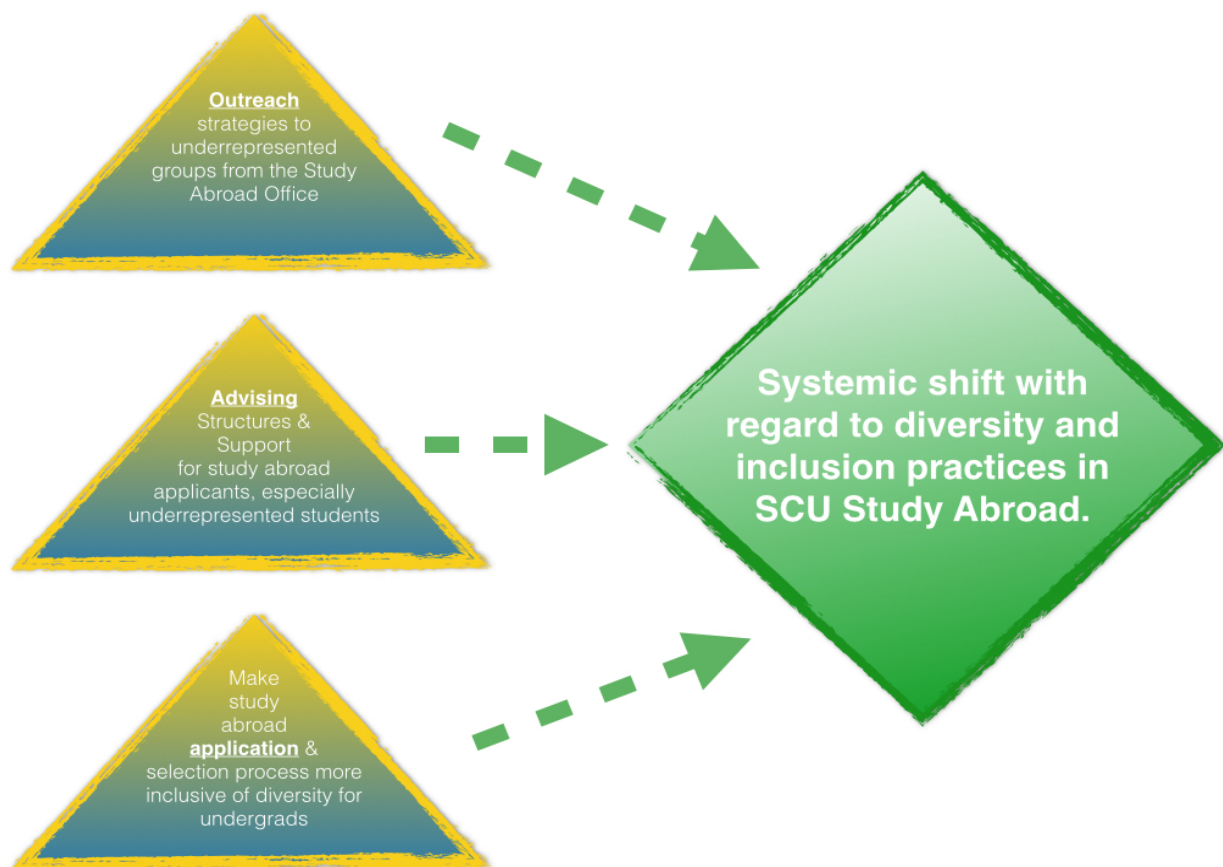 Outreach
strategies to
underrepresented
groups from the Study
Abroad Office
Advising
Structures &
Support
for study abroad
applicants, especially
underrepresented students
Make
study
abroad
application &
selection process more
inclusive of diversity for
undergrads
Systemic shift with
regard to diversity and
inclusion practices in
SCU Study Abroad.